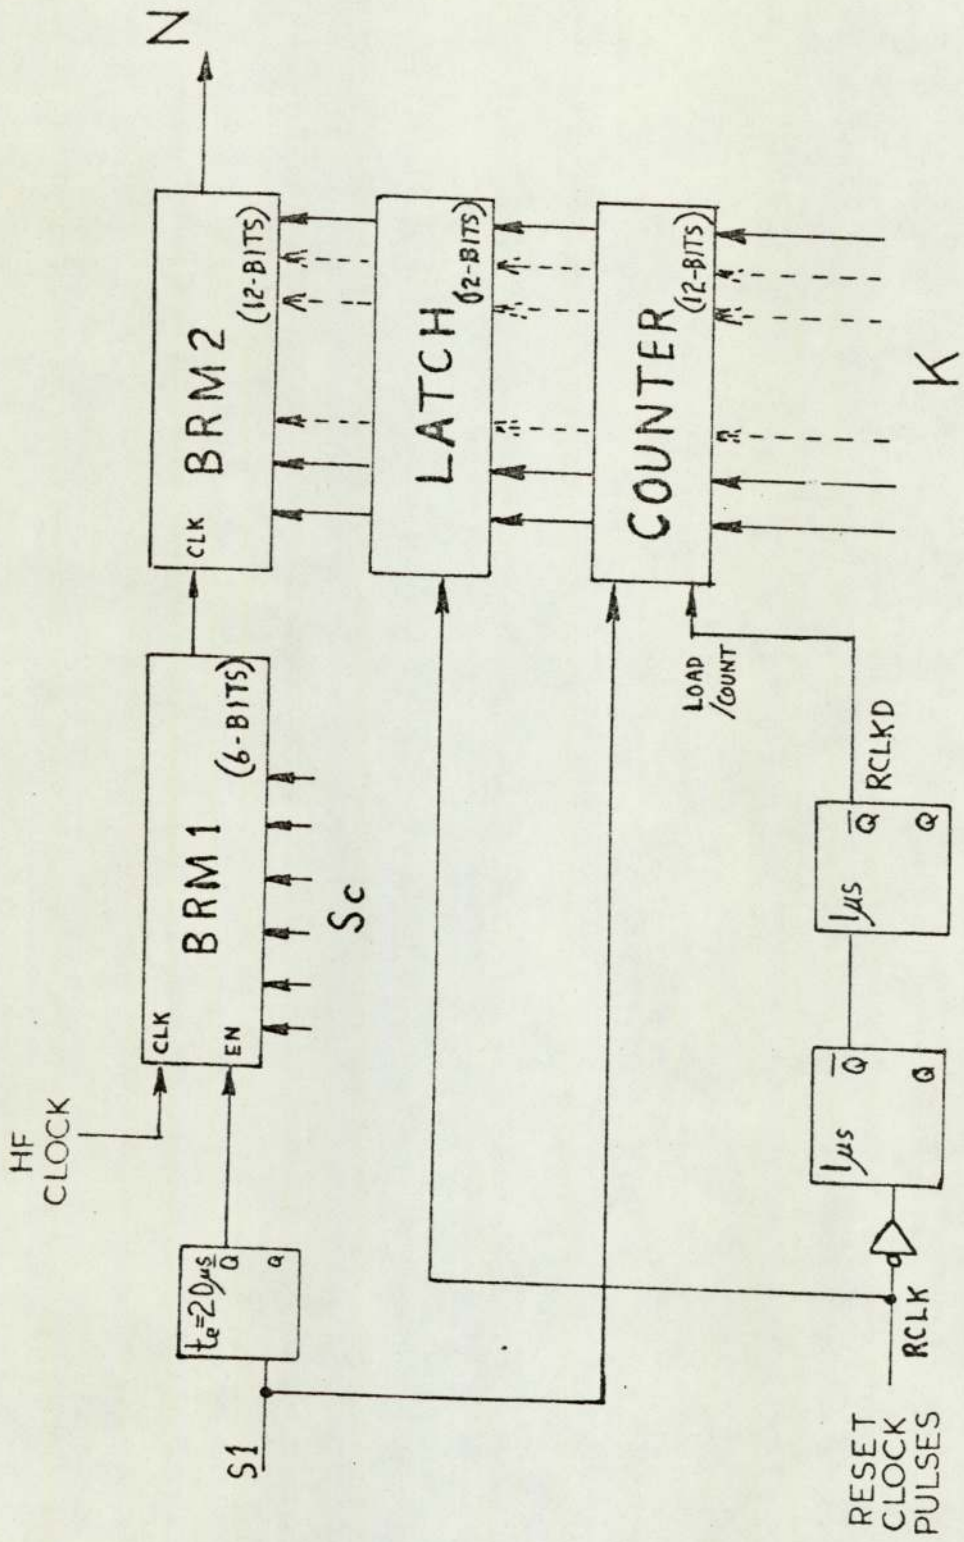 HF
CLOCK
N
S1
te=20µs
Q
Q
CLK
EN
BRM1
(6-BITS)
Sc
CLK
BRM2
(12-BITS)
LATCH
(12-BITS)
COUNTER
(12-BITS)
K
LOAD
/COUNT
RCLKD
1µs
Q̅
Q
1µs
Q̅
Q
RCLK
RESET
CLOCK
PULSES